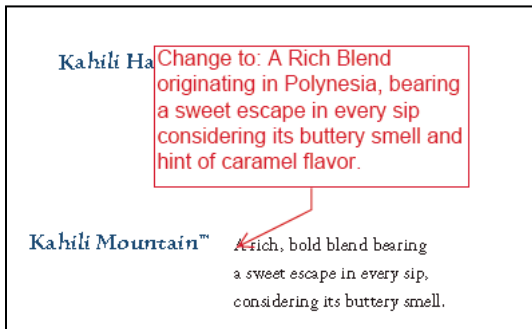 Kahili Ha
Change to: A Rich Blend
originating in Polynesia, bearing
a sweet escape in every sip
considering its buttery smell and
hint of caramel flavor.
Kahili Mountain™
A rich, bold blend bearing
a sweet escape in every sip,
considering its buttery smell.